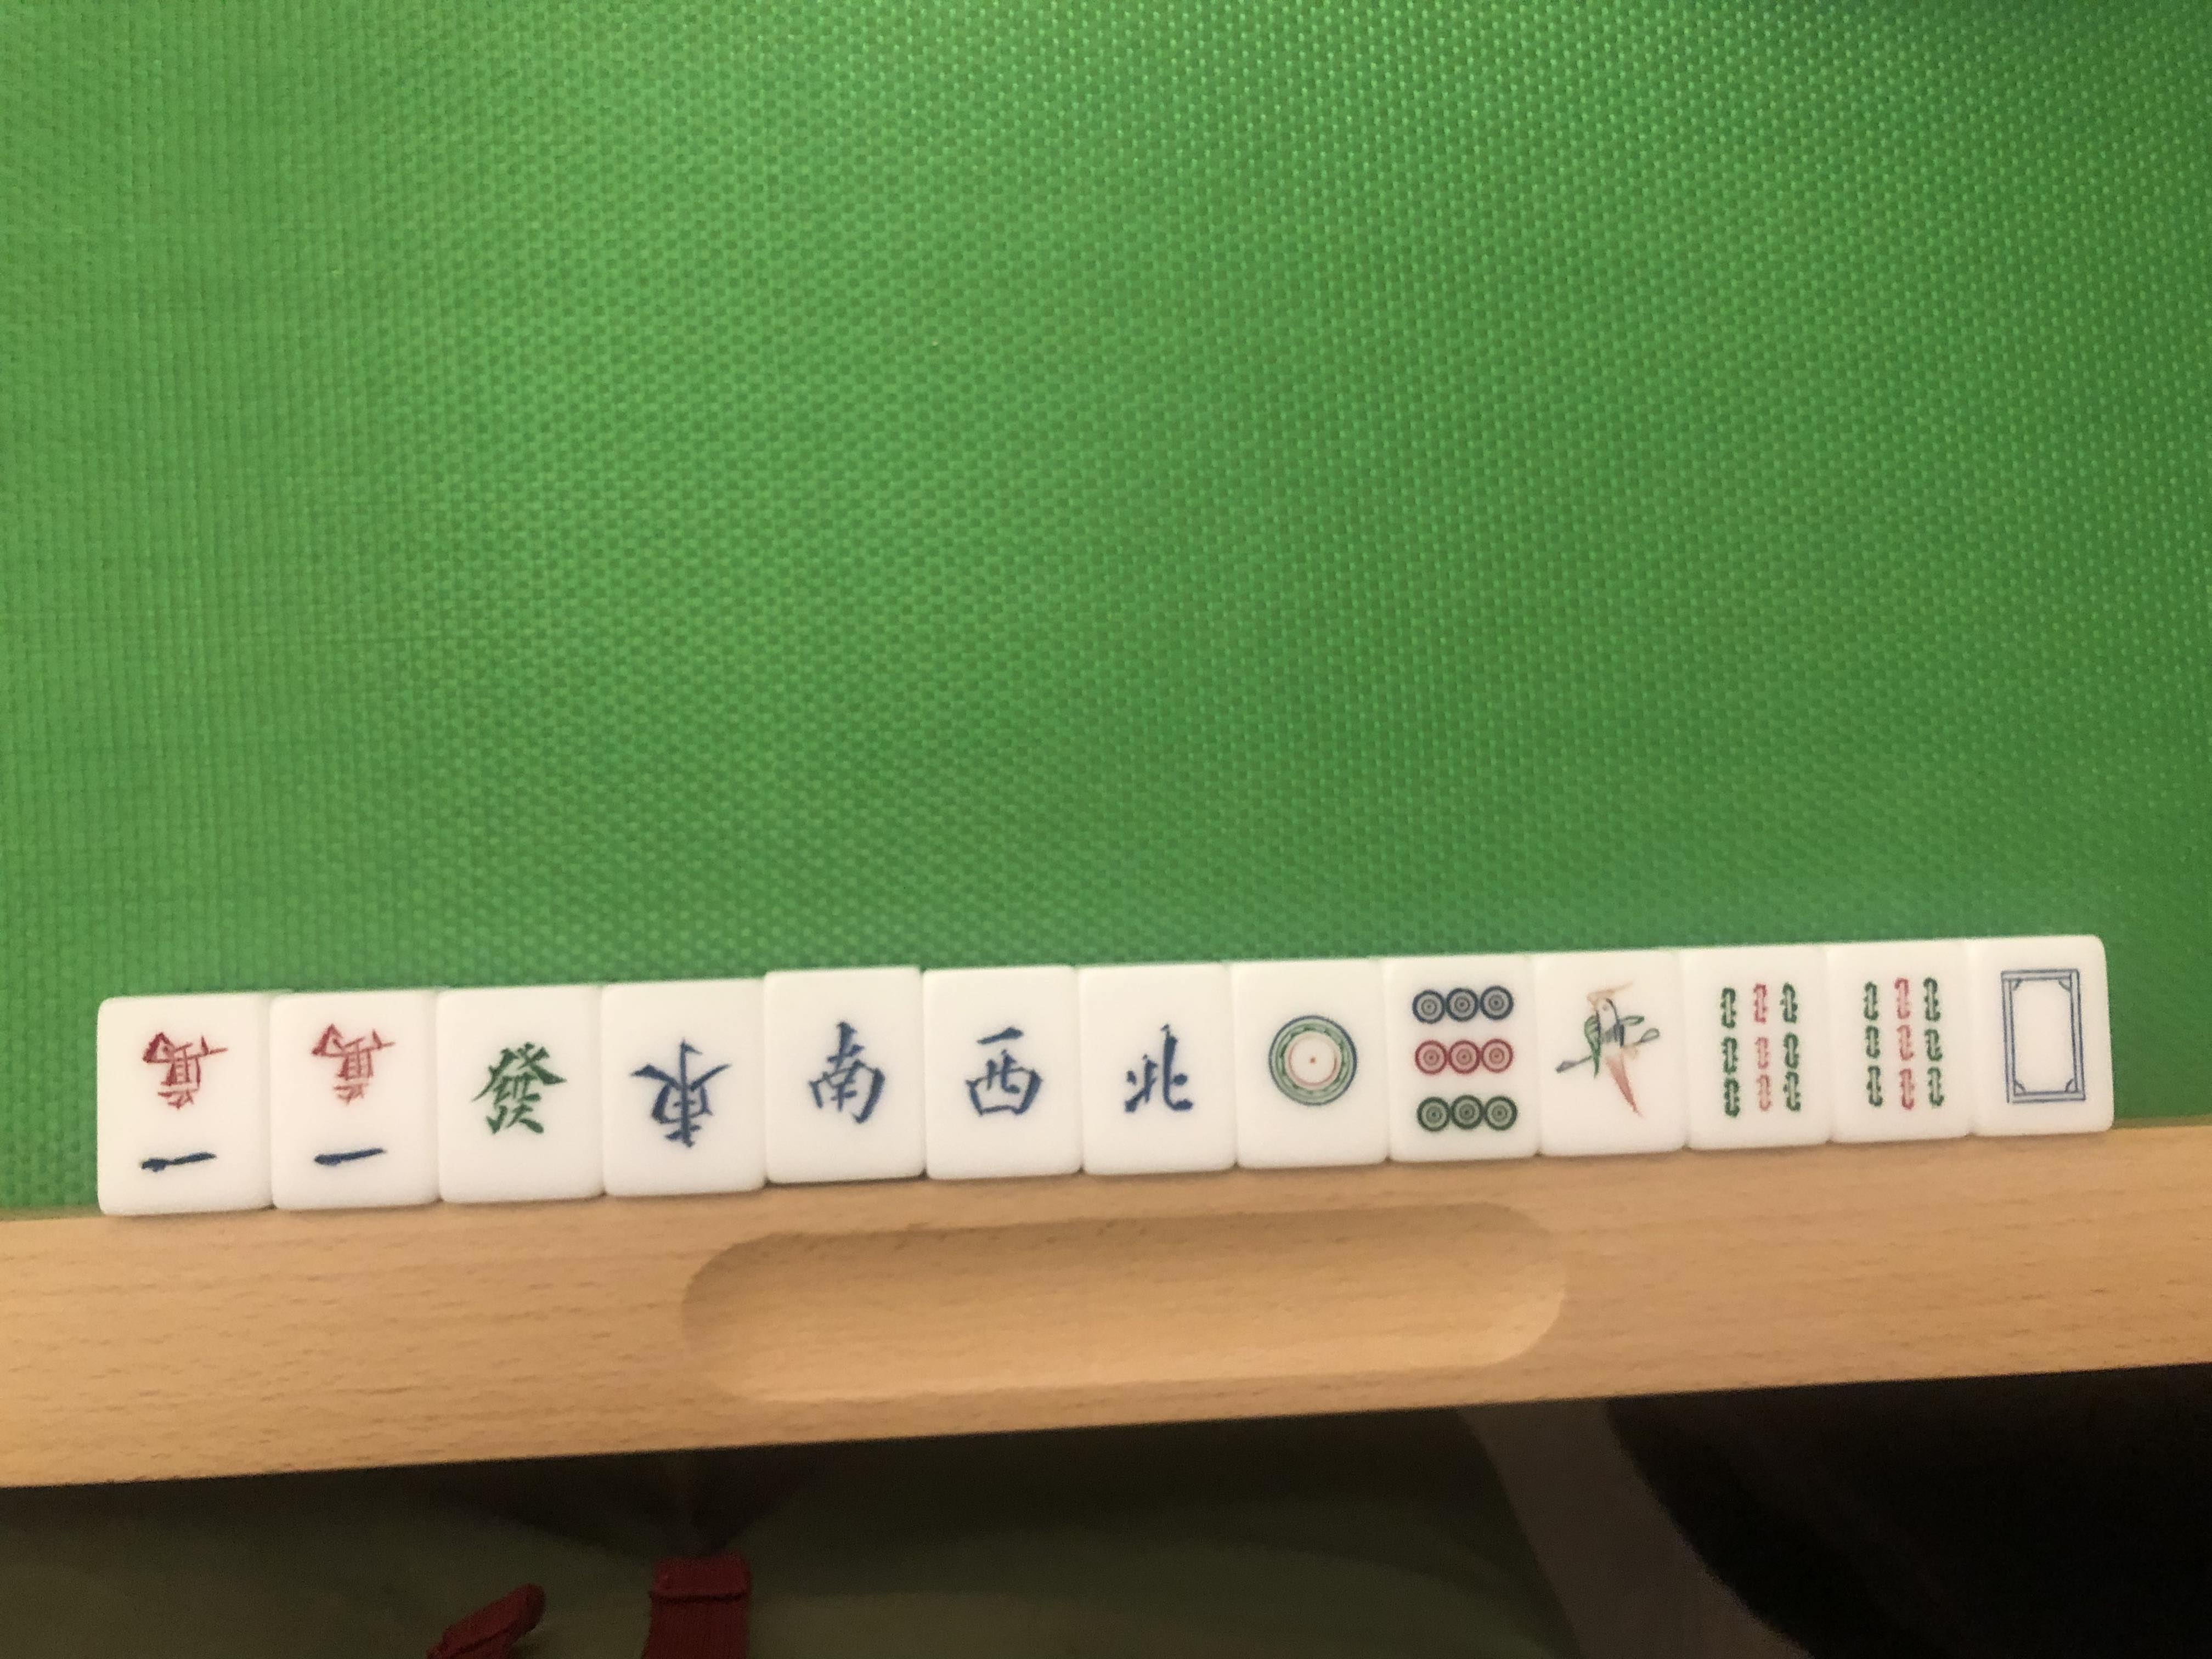 一萬 一萬 發 東 南 西 北